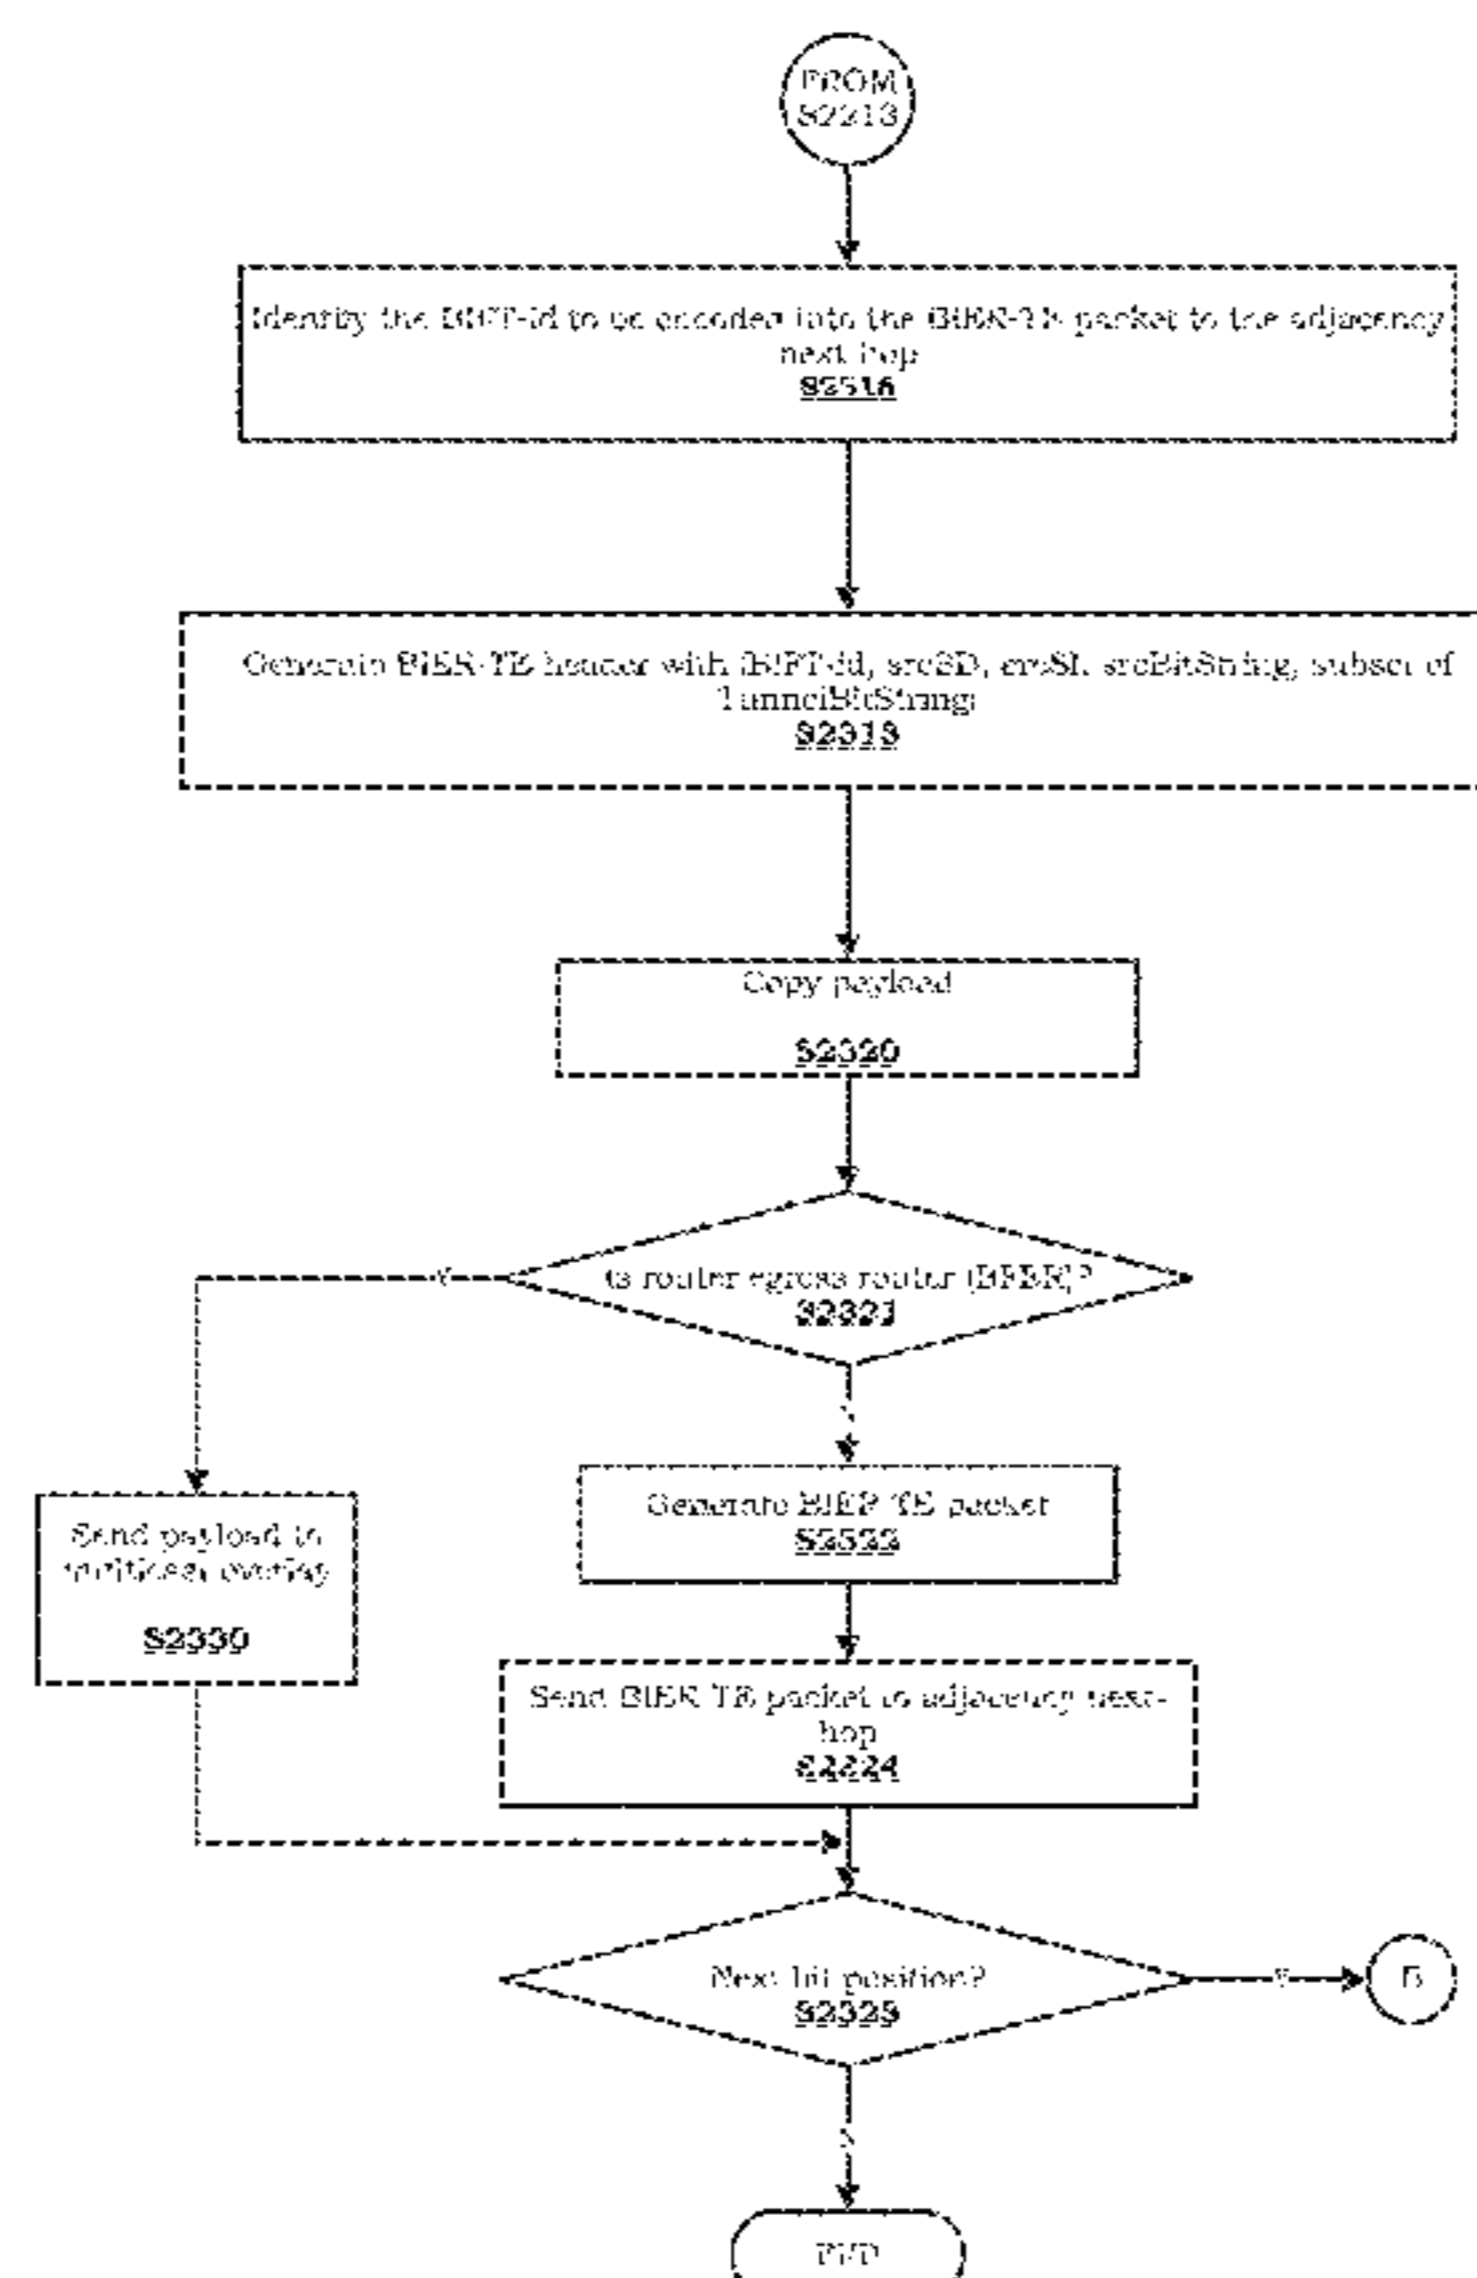 FROM
S2213
Identify the BIFT-id to be encoded into the BIER-TE packet to the adjacency
next hop
Generate BIER-TE header with BIFT-id, srcSD, srcSI, srcBitString, subset of
TunnelBitString
S2318
Copy payload
S2320
Is router egress router (BFER)?
S2321
Generate BIER-TE packet
S2322
Send payload to
multicast overlay
S2330
Send BIER-TE packet to adjacency next-
hop
Next bit position?
Y
B
END